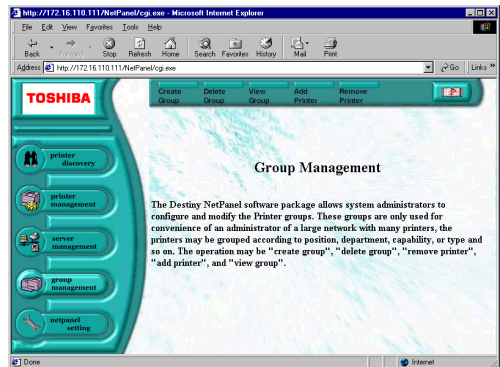 http://172.16.110.111/NetPanel/cgi.exe - Microsoft Internet Explorer
File Edit View Favorites Tools Help
Back Forward Stop Refresh Home Search Favorites History Mail Print
Address http://172.16.110.111/NetPanel/cgi.exe Go Links »
TOSHIBA
Create Group
Delete Group
View Group
Add Printer
Remove Printer
printer discovery
printer management
server management
group management
netpanel setting
Group Management
The Destiny NetPanel software package allows system administrators to
configure and modify the Printer groups. These groups are only used for
convenience of an administrator of a large network with many printers, the
printers may be grouped according to position, department, capability, or type and
so on. The operation may be "create group", "delete group", "remove printer",
"add printer", and "view group".
Done
Internet